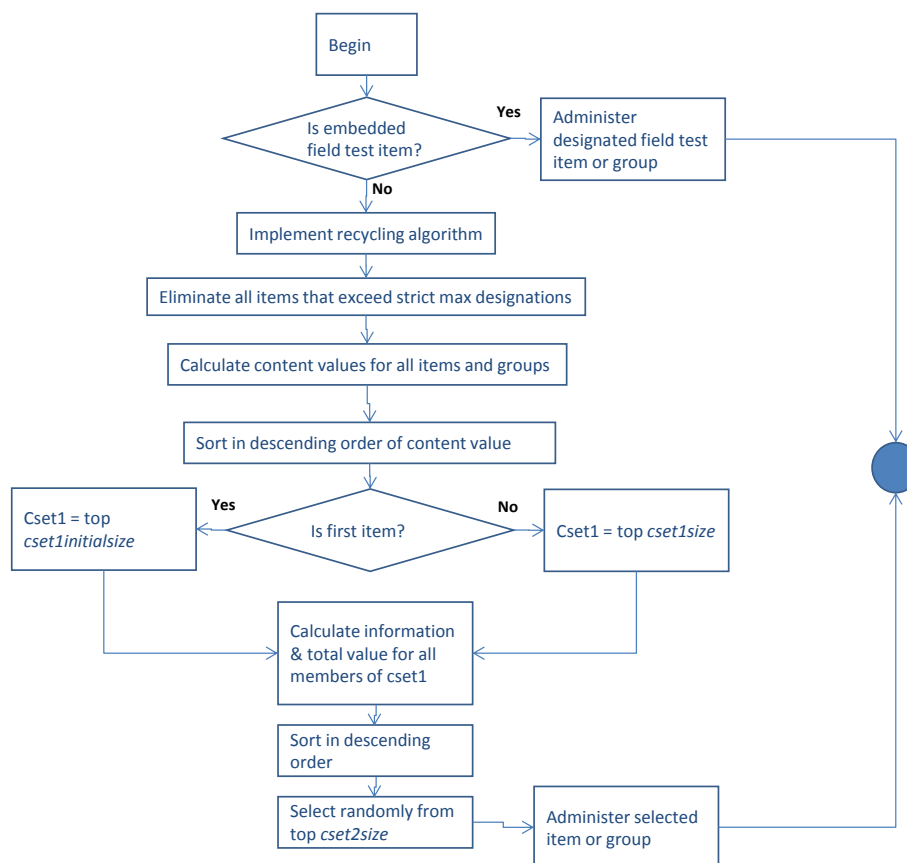 Begin
Is embedded
field test item?
Yes
Administer
designated field test
item or group
No
Implement recycling algorithm
Eliminate all items that exceed strict max designations
Calculate content values for all items and groups
Sort in descending order of content value
Is first item?
Yes
No
Cset1 = top
cset1initialsize
Cset1 = top cset1size
Calculate information
& total value for all
members of cset1
Sort in descending
order
Select randomly from
top cset2size
Administer selected
item or group